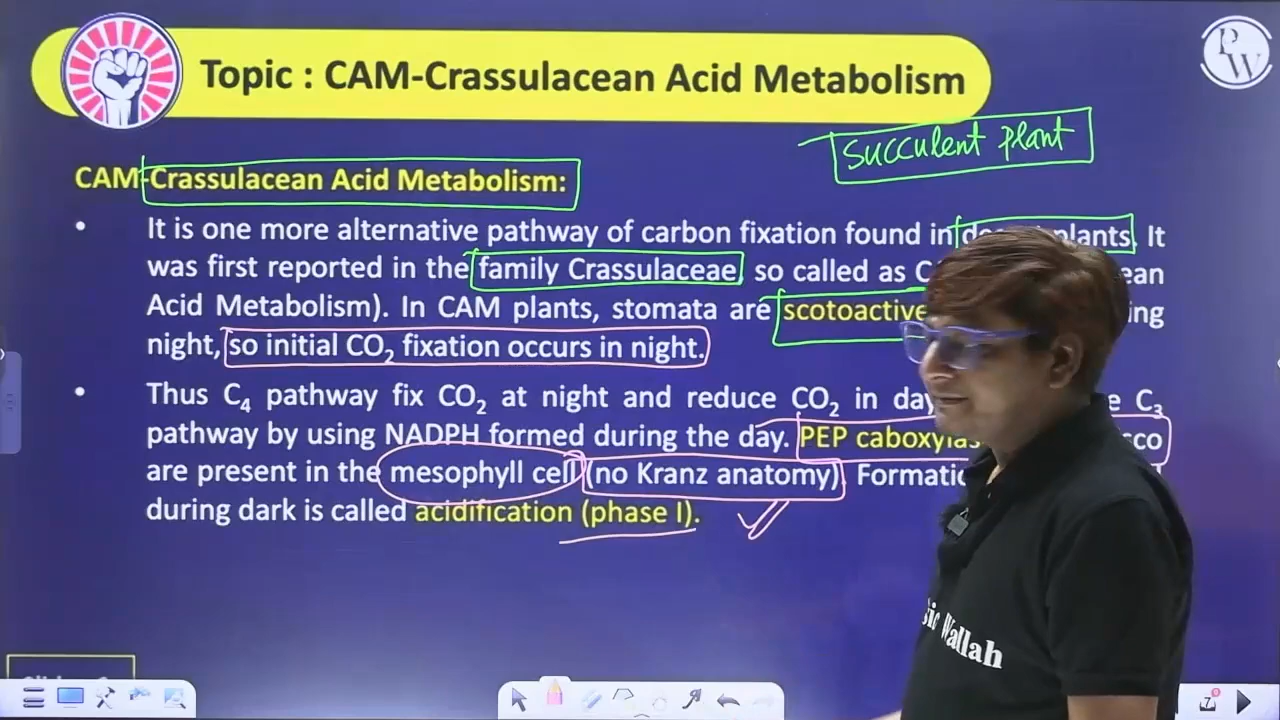 Topic : CAM-Crassulacean Acid Metabolism
PW
Succulent plant
CAM-Crassulacean Acid Metabolism:
• It is one more alternative pathway of carbon fixation found in plants. It
was first reported in the family Crassulaceae, so called as
Acid Metabolism). In CAM plants, stomata are scotoactive
night, so initial CO₂ fixation occurs in night.
• Thus C₄ pathway fix CO₂ at night and reduce CO₂ in day C₃
pathway by using NADPH formed during the day. PEP
are present in the mesophyll cell (no Kranz anatomy).
during dark is called acidification (phase I).
Wallah